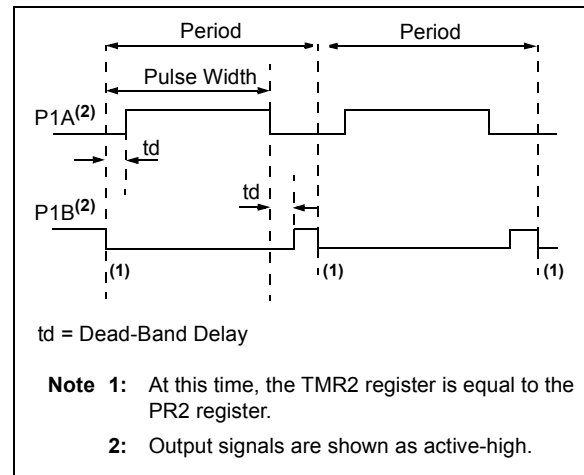 Period Period
Pulse Width
P1A(2)
td
td
P1B(2)
(1) (1) (1)
td = Dead-Band Delay
Note 1: At this time, the TMR2 register is equal to the
PR2 register.
2: Output signals are shown as active-high.